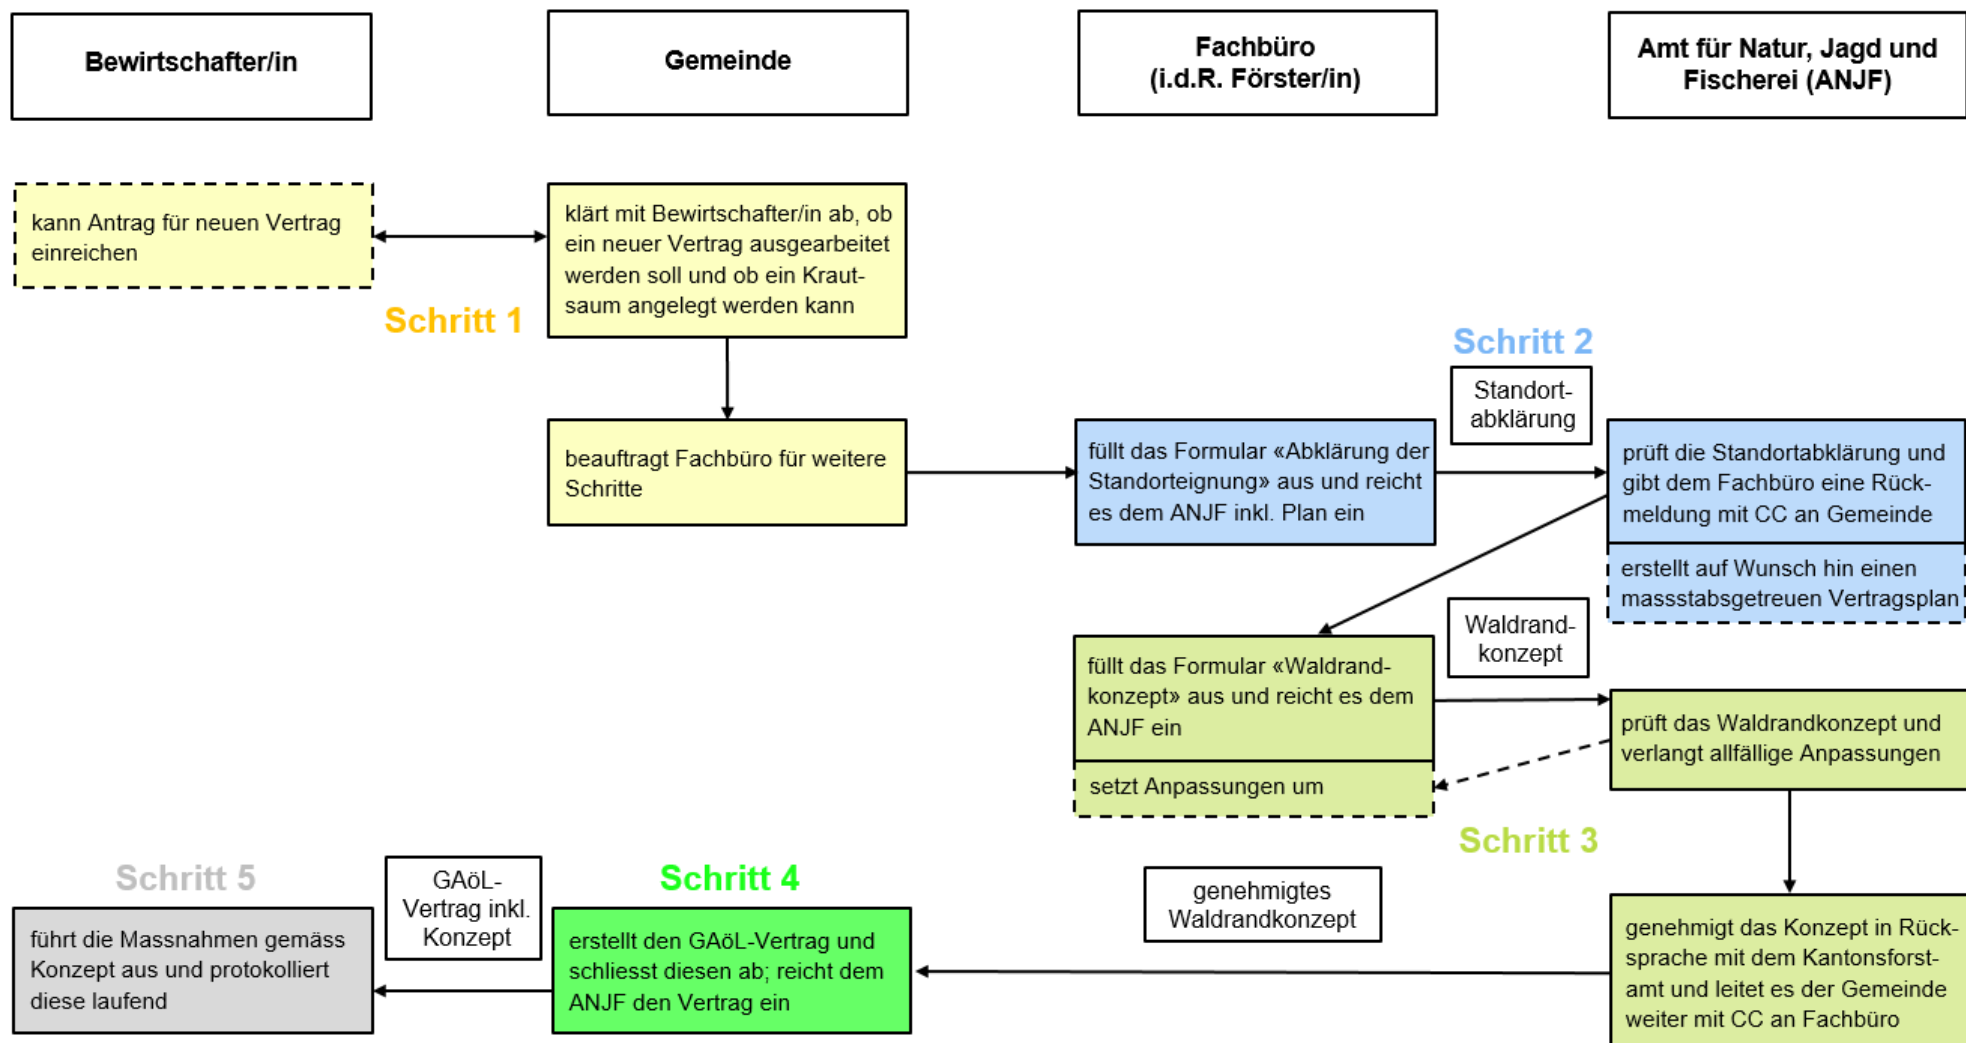 Bewirtschafter/in
Gemeinde
Fachbüro
(i.d.R. Förster/in)
Amt für Natur, Jagd und
Fischerei (ANJF)
kann Antrag für neuen Vertrag
einreichen
klärt mit Bewirtschafter/in ab, ob
ein neuer Vertrag ausgearbeitet
werden soll und ob ein Kraut-
saum angelegt werden kann
Schritt 1
beauftragt Fachbüro für weitere
Schritte
Schritt 2
Standort-
abklärung
füllt das Formular «Abklärung der
Standorteignung» aus und reicht
es dem ANJF inkl. Plan ein
prüft die Standortabklärung und
gibt dem Fachbüro eine Rück-
meldung mit CC an Gemeinde
erstellt auf Wunsch hin einen
massstabsgetreuen Vertragsplan
Waldrand-
konzept
füllt das Formular «Waldrand-
konzept» aus und reicht es dem
ANJF ein
setzt Anpassungen um
prüft das Waldrandkonzept und
verlangt allfällige Anpassungen
Schritt 3
genehmigt das Konzept in Rück-
sprache mit dem Kantonsforst-
amt und leitet es der Gemeinde
weiter mit CC an Fachbüro
genehmigtes
Waldrandkonzept
Schritt 4
erstellt den GAöL-Vertrag und
schliesst diesen ab; reicht dem
ANJF den Vertrag ein
GAöL-
Vertrag inkl.
Konzept
Schritt 5
führt die Massnahmen gemäss
Konzept aus und protokolliert
diese laufend